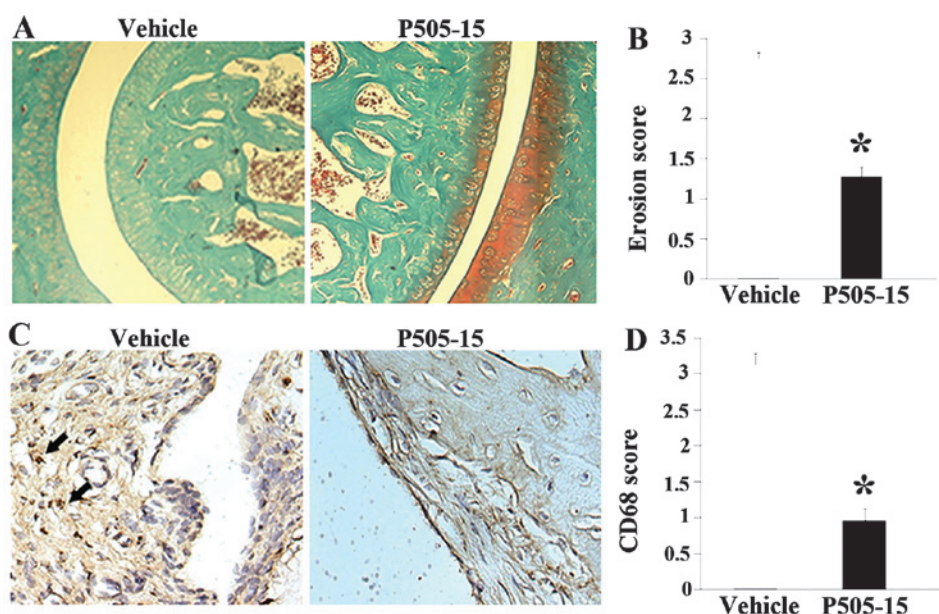 A
Vehicle
P505-15
B
3
2.5
2
1.5
1
0.5
0
Erosion score
*
Vehicle
P505-15
C
Vehicle
P505-15
D
3.5
3
2.5
2
1.5
1
0.5
0
CD68 score
*
Vehicle
P505-15